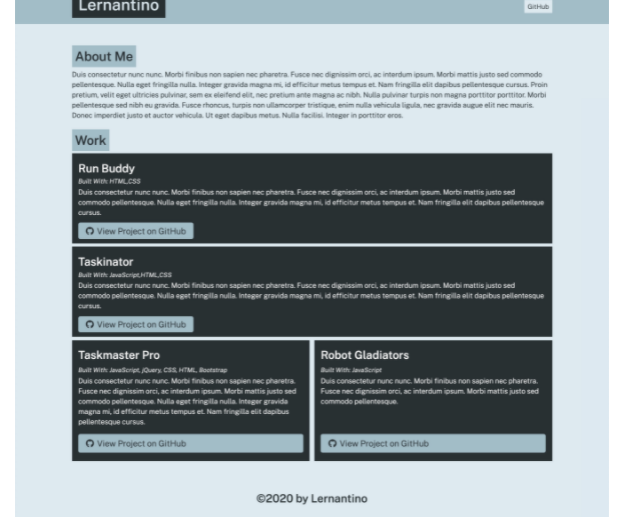 Lernantino
GitHub
About Me
Duis consectetur nunc nunc. Morbi finibus non sapien nec pharetra. Fusce nec dignissim orci, ac interdum ipsum. Morbi mattis justo sed commodo
pellentesque. Nulla eget fringilla nulla. Integer gravida magna mi, id efficitur metus tempus et. Nam fringilla elit dapibus pellentesque cursus. Proin
pretium, velit eget ultricies pulvinar, sem ex eleifend elit, nec pretium ante magna ac nibh. Nulla pulvinar turpis non magna porttitor porttitor. Morbi
pellentesque sed nibh eu gravida. Fusce rhoncus, turpis non ullamcorper tristique, enim nulla vehicula ligula, nec gravida augue elit nec mauris.
Donec imperdiet justo et auctor vehicula. Ut eget dapibus metus. Nulla facilisi. Integer in porttitor eros.
Work
Run Buddy
Built With: HTML,CSS
Duis consectetur nunc nunc. Morbi finibus non sapien nec pharetra. Fusce nec dignissim orci, ac interdum ipsum. Morbi mattis justo sed
commodo pellentesque. Nulla eget fringilla nulla. Integer gravida magna mi, id efficitur metus tempus et. Nam fringilla elit dapibus pellentesque
cursus.
View Project on GitHub
Taskinator
Built With: JavaScript,HTML,CSS
Duis consectetur nunc nunc. Morbi finibus non sapien nec pharetra. Fusce nec dignissim orci, ac interdum ipsum. Morbi mattis justo sed
commodo pellentesque. Nulla eget fringilla nulla. Integer gravida magna mi, id efficitur metus tempus et. Nam fringilla elit dapibus pellentesque
cursus.
View Project on GitHub
Taskmaster Pro
Built With: JavaScript, jQuery, CSS, HTML, Bootstrap
Duis consectetur nunc nunc. Morbi finibus non sapien nec pharetra.
Fusce nec dignissim orci, ac interdum ipsum. Morbi mattis justo sed
commodo pellentesque. Nulla eget fringilla nulla. Integer gravida
magna mi, id efficitur metus tempus et. Nam fringilla elit dapibus
pellentesque cursus.
View Project on GitHub
Robot Gladiators
Built With: JavaScript
Duis consectetur nunc nunc. Morbi finibus non sapien nec pharetra.
Fusce nec dignissim orci, ac interdum ipsum. Morbi mattis justo sed
commodo pellentesque.
View Project on GitHub
©2020 by Lernantino